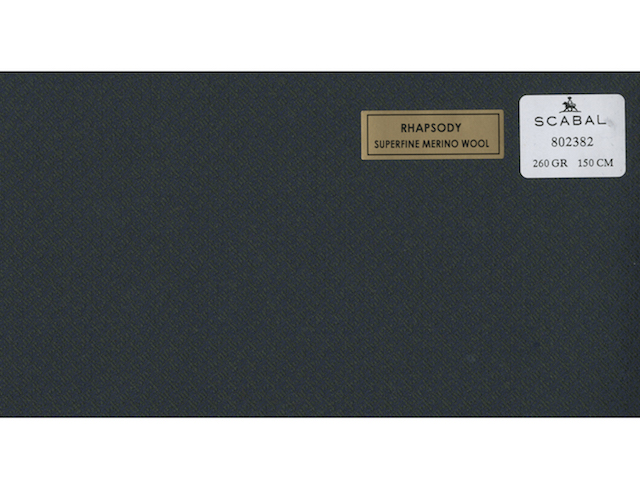 RHAPSODY
SUPERFINE MERINO WOOL
SCABAL
802382
260 GR 150 CM